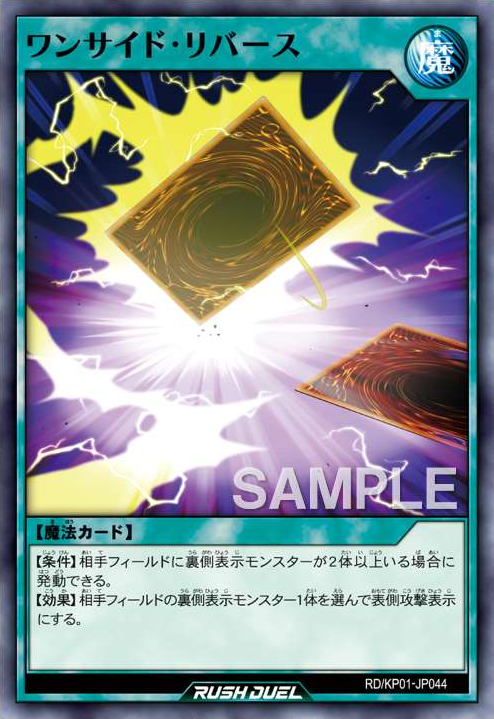 ワンサイド・リバース
魔
SAMPLE
【魔法カード】
【条件】相手フィールドに裏側表示モンスターが2体以上いる場合に
発動できる。
【効果】相手フィールドの裏側表示モンスター1体を選んで表側攻撃表示
にする。
RD/KP01-JP044
RUSH DUEL